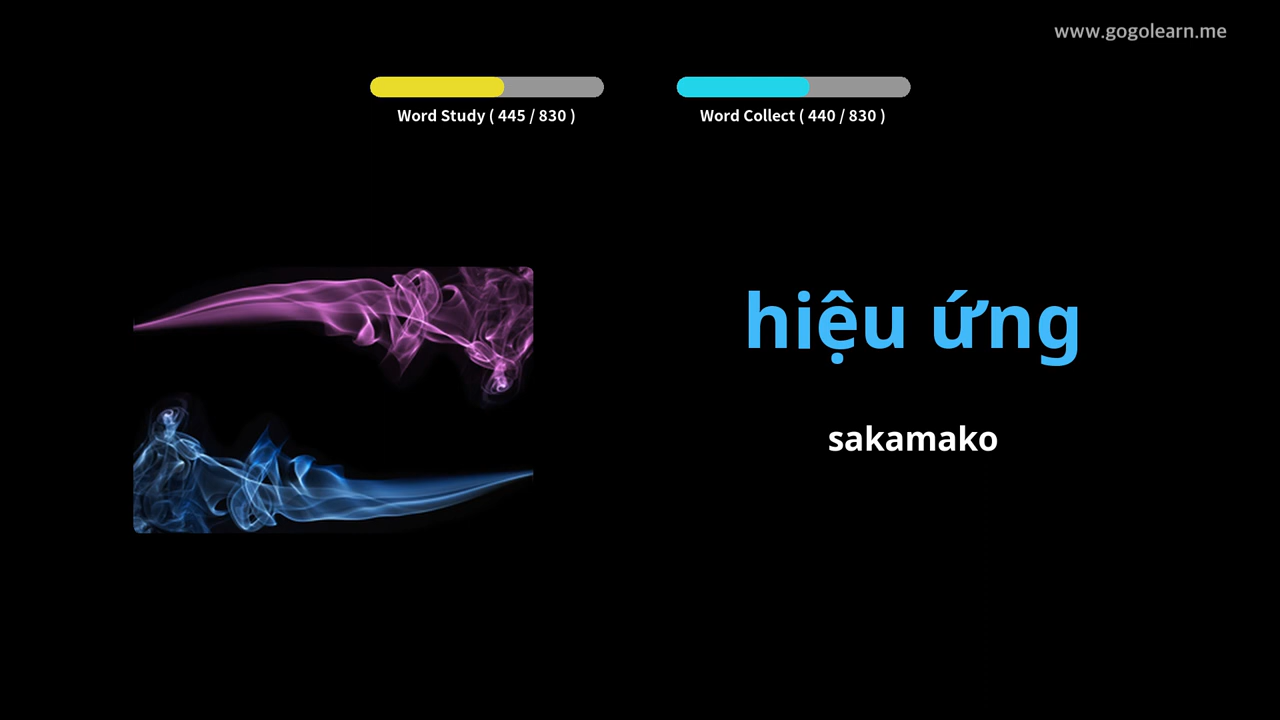 www.gogolearn.me
Word Study ( 445 / 830 )
Word Collect ( 440 / 830 )
hiệu ứng
sakamako